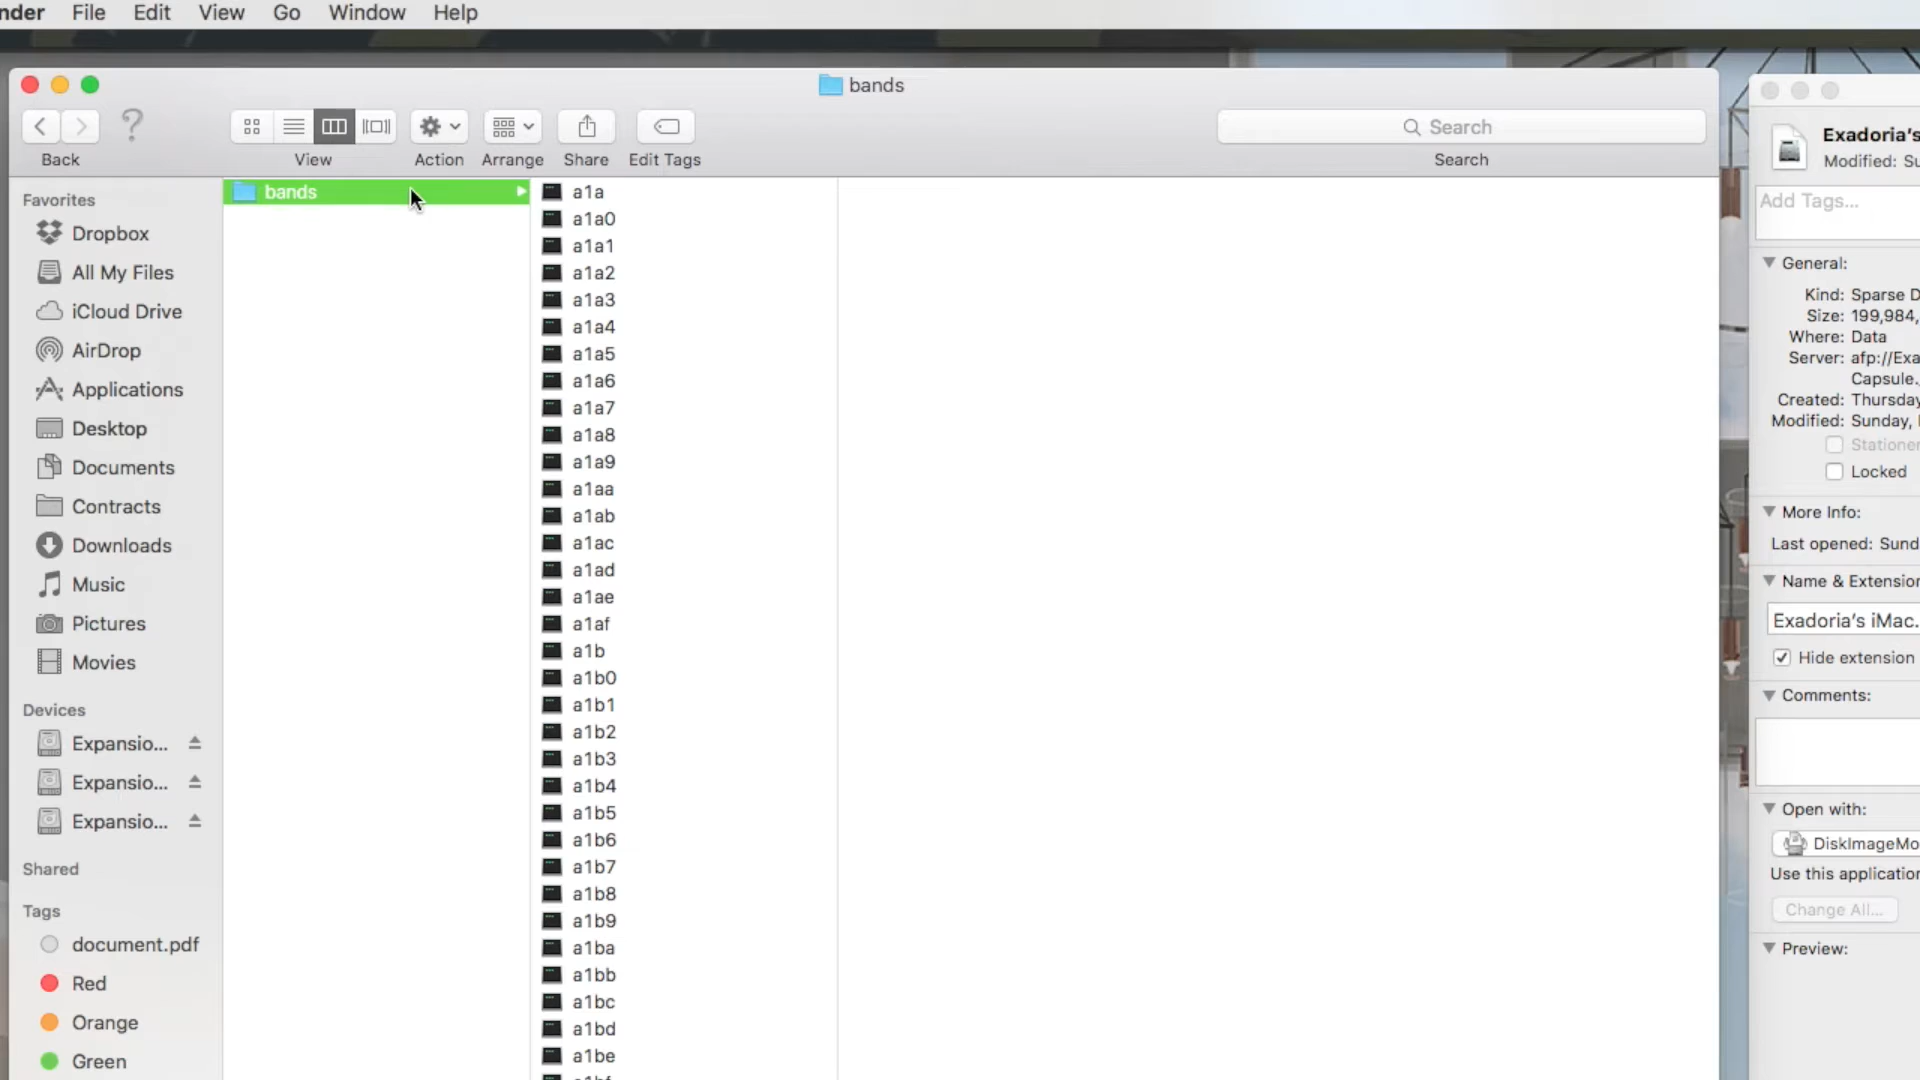 nder File Edit View Go Window Help
bands
Back
View
Action
Arrange
Share
Edit Tags
Search
Search
Favorites
Dropbox
All My Files
iCloud Drive
AirDrop
Applications
Desktop
Documents
Contracts
Downloads
Music
Pictures
Movies
Devices
Expansio...
Expansio...
Expansio...
Shared
Tags
document.pdf
Red
Orange
Green
bands
a1a
a1a0
a1a1
a1a2
a1a3
a1a4
a1a5
a1a6
a1a7
a1a8
a1a9
a1aa
a1ab
a1ac
a1ad
a1ae
a1af
a1b
a1b0
a1b1
a1b2
a1b3
a1b4
a1b5
a1b6
a1b7
a1b8
a1b9
a1ba
a1bb
a1bc
a1bd
a1be
Exadoria's
Modified: Su
Add Tags...
General:
Kind: Sparse D
Size: 199,984,
Where: Data
Server: afp://Exa
Capsule.
Created: Thursday
Modified: Sunday,
Stationer
Locked
More Info:
Last opened: Sund
Name & Extension
Exadoria's iMac.
Hide extension
Comments:
Open with:
DiskImageMo
Use this application
Change All...
Preview: